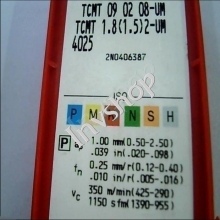 TCMT 09 02 08-UM
TCMT 1.8(1.5)2-UM
4025
2N0406387
ISO
P M K N S H
P ap 1.00 mm(0.50-2.50)
.039 in(.020-.098)
fn 0.25 mm/r(0.12-0.40)
.010 in/r(.005-.016)
vc 350 m/min(425-290)
1150 sfm(1390-955)